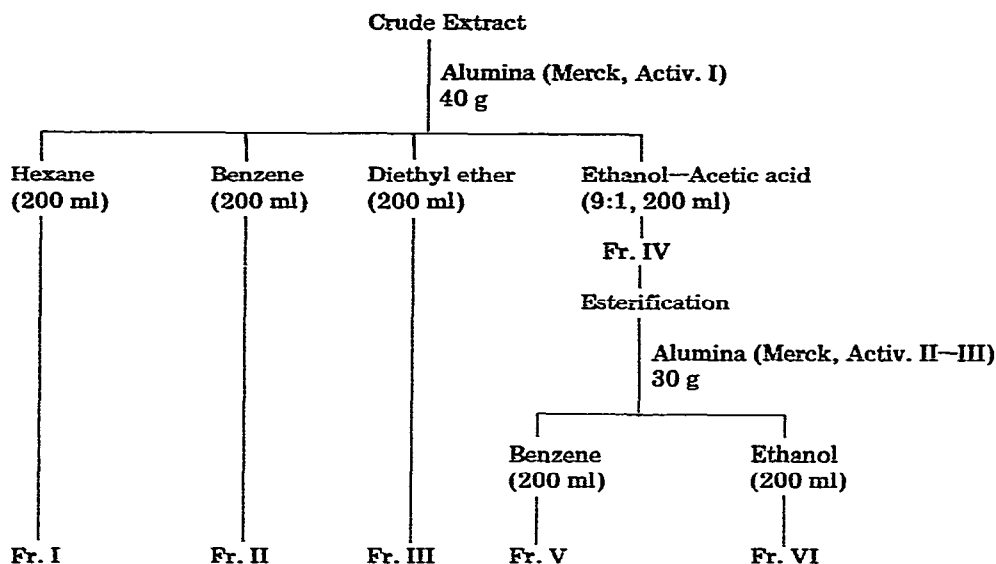 Crude Extract
Alumina (Merck, Activ. I)
40 g
Hexane
(200 ml)
Benzene
(200 ml)
Diethyl ether
(200 ml)
Ethanol—Acetic acid
(9:1, 200 ml)
Fr. IV
Esterification
Alumina (Merck, Activ. II—III)
30 g
Benzene
(200 ml)
Ethanol
(200 ml)
Fr. I
Fr. II
Fr. III
Fr. V
Fr. VI